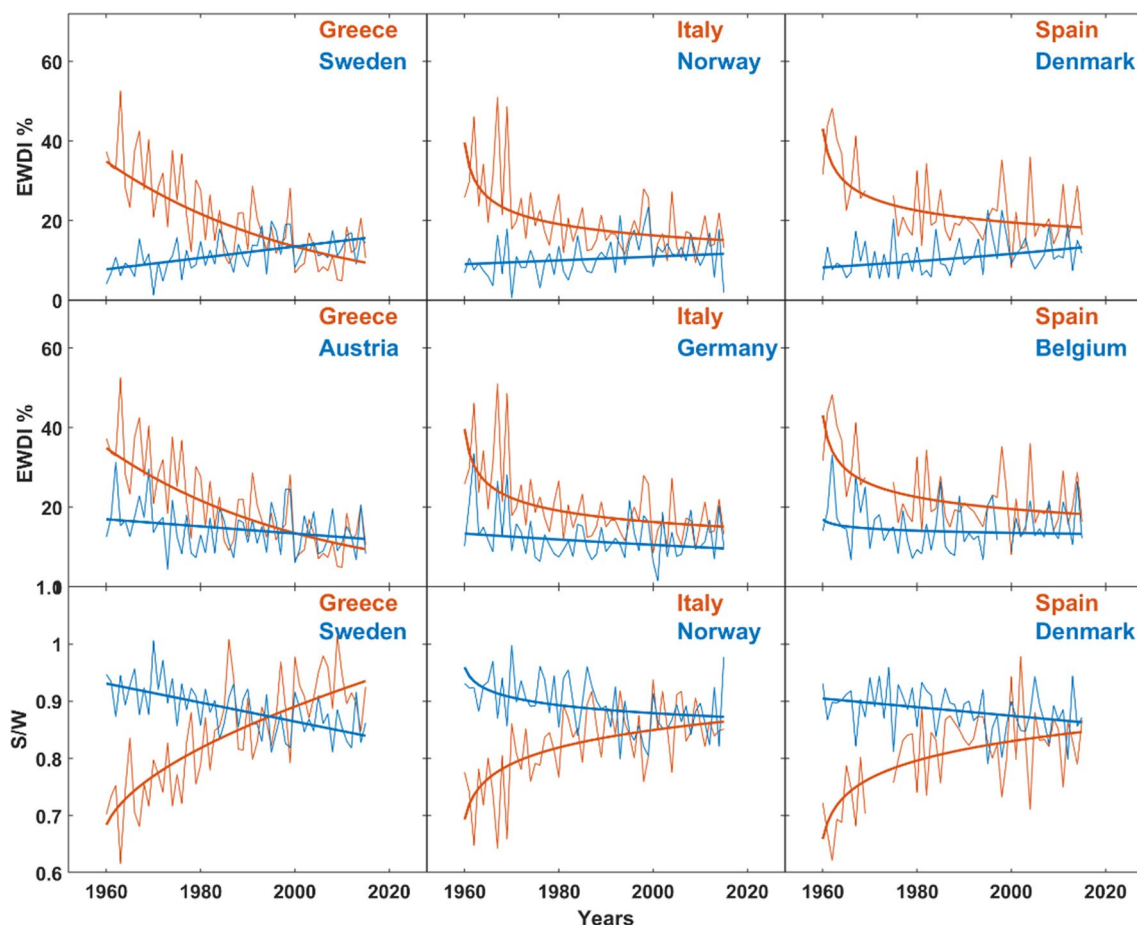 Greece
Sweden
Italy
Norway
Spain
Denmark
EWDI %
60
40
20
0
Greece
Austria
Italy
Germany
Spain
Belgium
EWDI %
60
40
20
Greece
Sweden
Italy
Norway
Spain
Denmark
S/W
1
0.9
0.8
0.7
0.6
1960 1980 2000 2020 1960 1980 2000 2020 1960 1980 2000 2020
Years